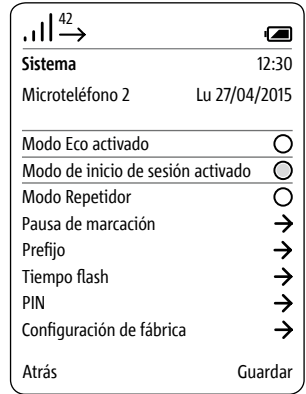 42
Sistema 12:30
Microteléfono 2 Lu 27/04/2015
Modo Eco activado
Modo de inicio de sesión activado
Modo Repetidor
Pausa de marcación
Prefijo
Tiempo flash
PIN
Configuración de fábrica
Atrás Guardar